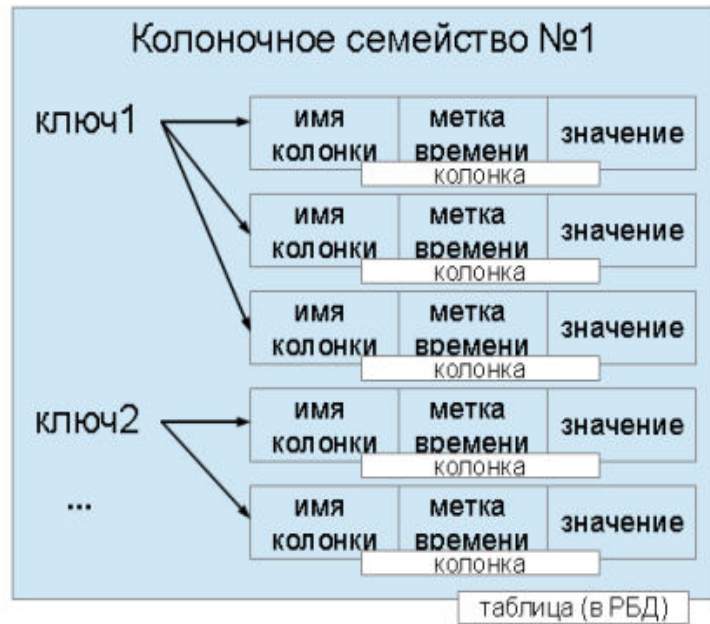 Колоночное семейство №1
ключ1
имя колонки метка времени значение
колонка
имя колонки метка времени значение
колонка
имя колонки метка времени значение
колонка
ключ2
имя колонки метка времени значение
колонка
...
имя колонки метка времени значение
колонка
таблица (в РБД)